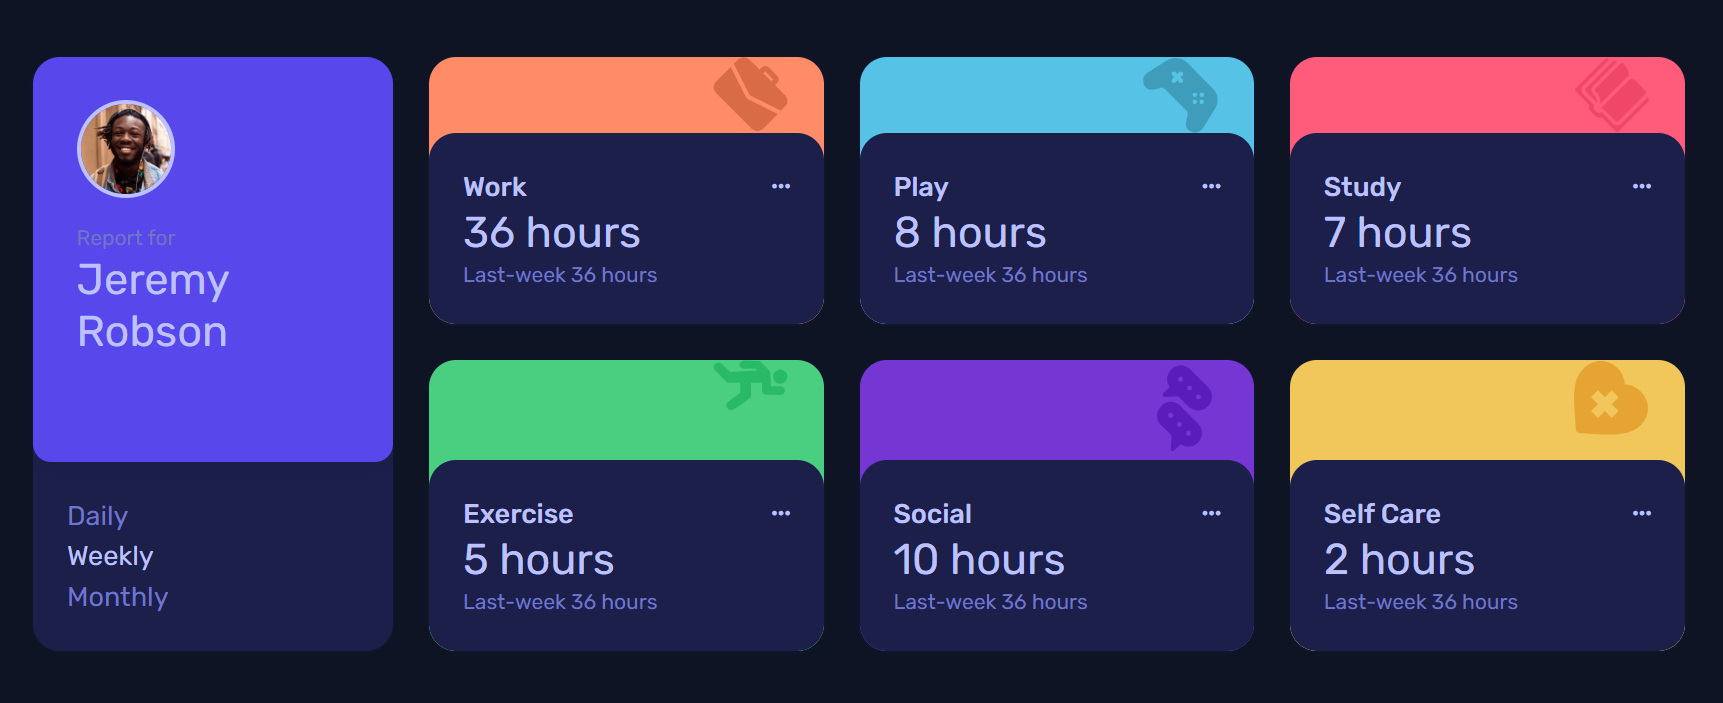 Report for
Jeremy
Robson
Daily
Weekly
Monthly
Work
36 hours
Last-week 36 hours
Play
8 hours
Last-week 36 hours
Study
7 hours
Last-week 36 hours
Exercise
5 hours
Last-week 36 hours
Social
10 hours
Last-week 36 hours
Self Care
2 hours
Last-week 36 hours